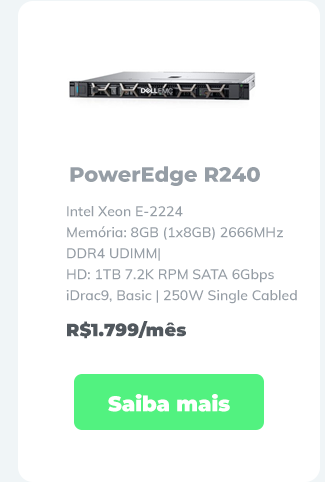 DELL EMC
PowerEdge R240
Intel Xeon E-2224
Memória: 8GB (1x8GB) 2666MHz
DDR4 UDIMM|
HD: 1TB 7.2K RPM SATA 6Gbps
iDrac9, Basic | 250W Single Cabled
R$1.799/mês
Saiba mais